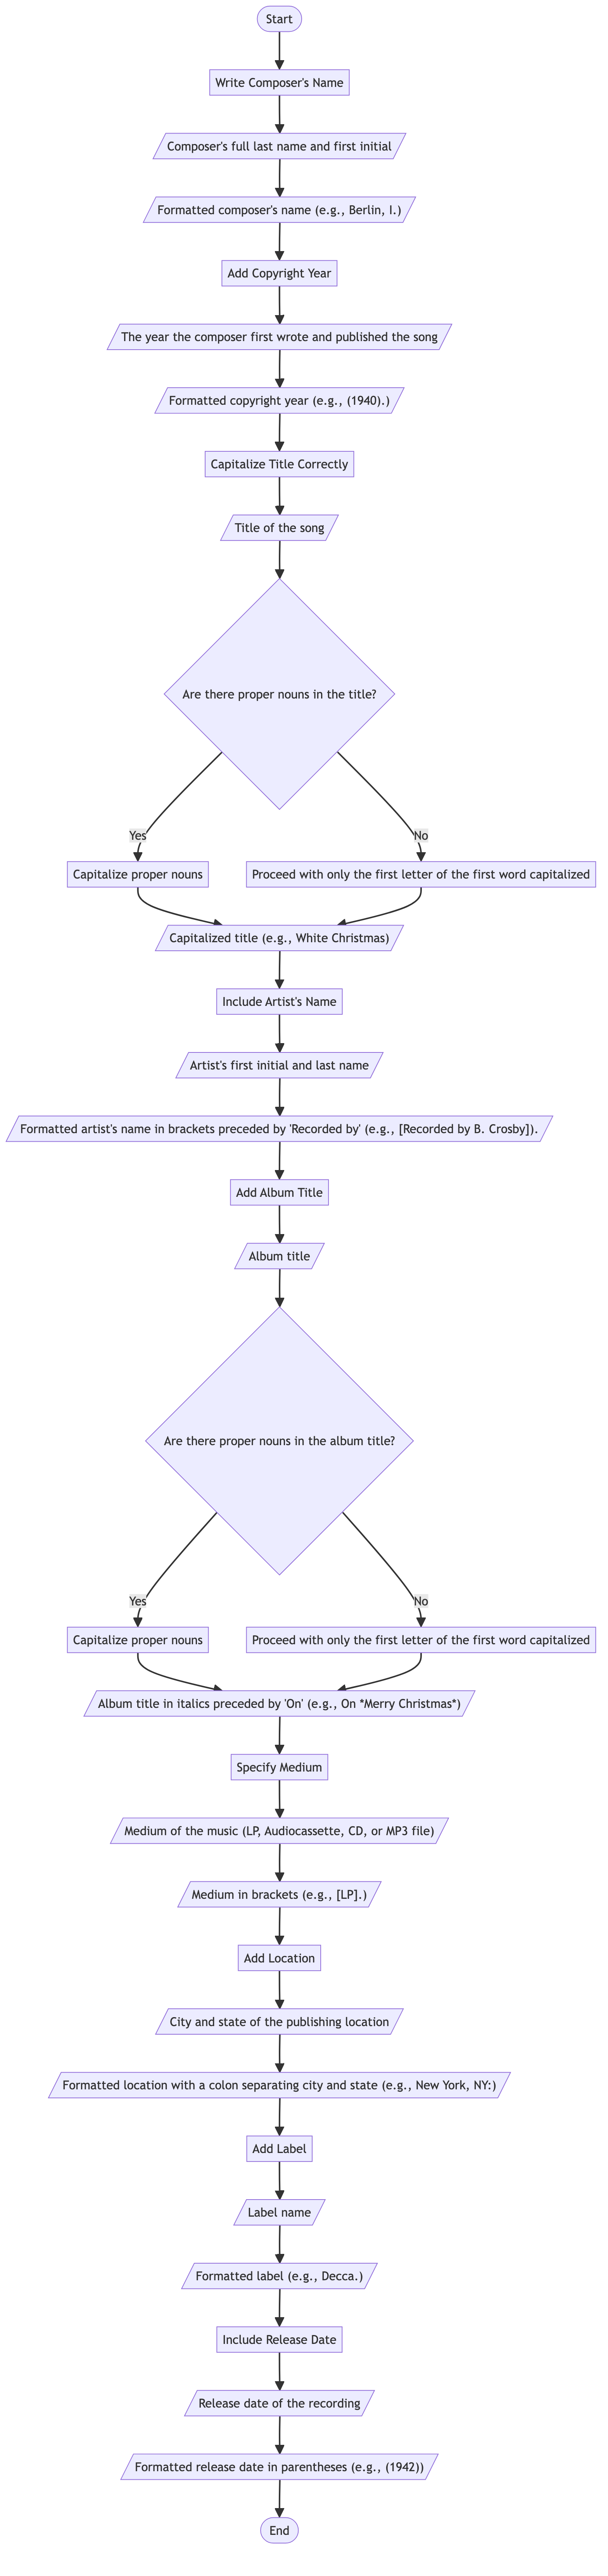 Start
Write Composer's Name
Composer's full last name and first initial
Formatted composer's name (e.g., Berlin, I.)
Add Copyright Year
The year the composer first wrote and published the song
Formatted copyright year (e.g., (1940).)
Capitalize Title Correctly
Title of the song
Are there proper nouns in the title?
Yes
No
Capitalize proper nouns
Proceed with only the first letter of the first word capitalized
Capitalized title (e.g., White Christmas)
Include Artist's Name
Artist's first initial and last name
Formatted artist's name in brackets preceded by 'Recorded by' (e.g., [Recorded by B. Crosby]).
Add Album Title
Album title
Are there proper nouns in the album title?
Yes
No
Capitalize proper nouns
Proceed with only the first letter of the first word capitalized
Album title in italics preceded by 'On' (e.g., On *Merry Christmas*)
Specify Medium
Medium of the music (LP, Audiocassette, CD, or MP3 file)
Medium in brackets (e.g., [LP].)
Add Location
City and state of the publishing location
Formatted location with a colon separating city and state (e.g., New York, NY:)
Add Label
Label name
Formatted label (e.g., Decca.)
Include Release Date
Release date of the recording
Formatted release date in parentheses (e.g., (1942))
End